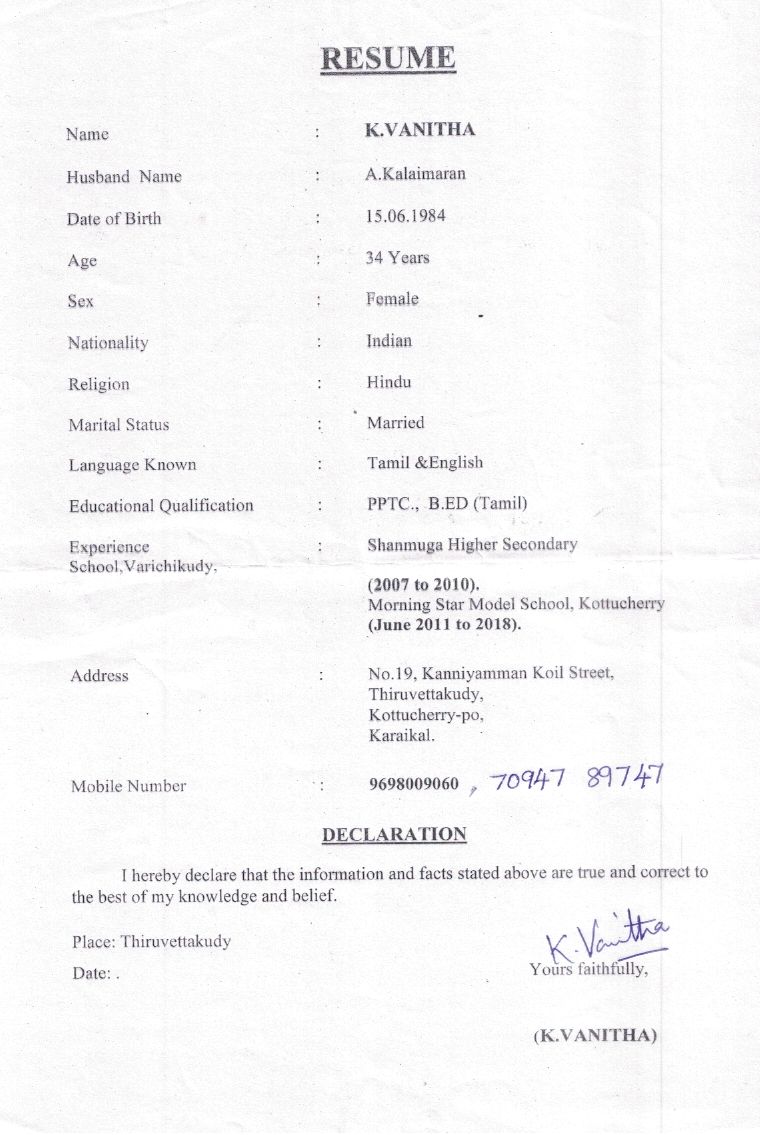 RESUME
Name : K.VANITHA
Husband Name : A.Kalaimaran
Date of Birth : 15.06.1984
Age : 34 Years
Sex : Female
Nationality : Indian
Religion : Hindu
Marital Status : Married
Language Known : Tamil &English
Educational Qualification : PPTC., B.ED (Tamil)
Experience : Shanmuga Higher Secondary
School,Varichikudy,
(2007 to 2010).
Morning Star Model School, Kottucherry
(June 2011 to 2018).
Address : No.19, Kanniyamman Koil Street,
Thiruvettakudy,
Kottucherry-po,
Karaikal.
Mobile Number : 9698009060 , 70947 89747
DECLARATION
I hereby declare that the information and facts stated above are true and correct to
the best of my knowledge and belief.
Place: Thiruvettakudy
K.Vanitha
Date: .
Yours faithfully,
(K.VANITHA)